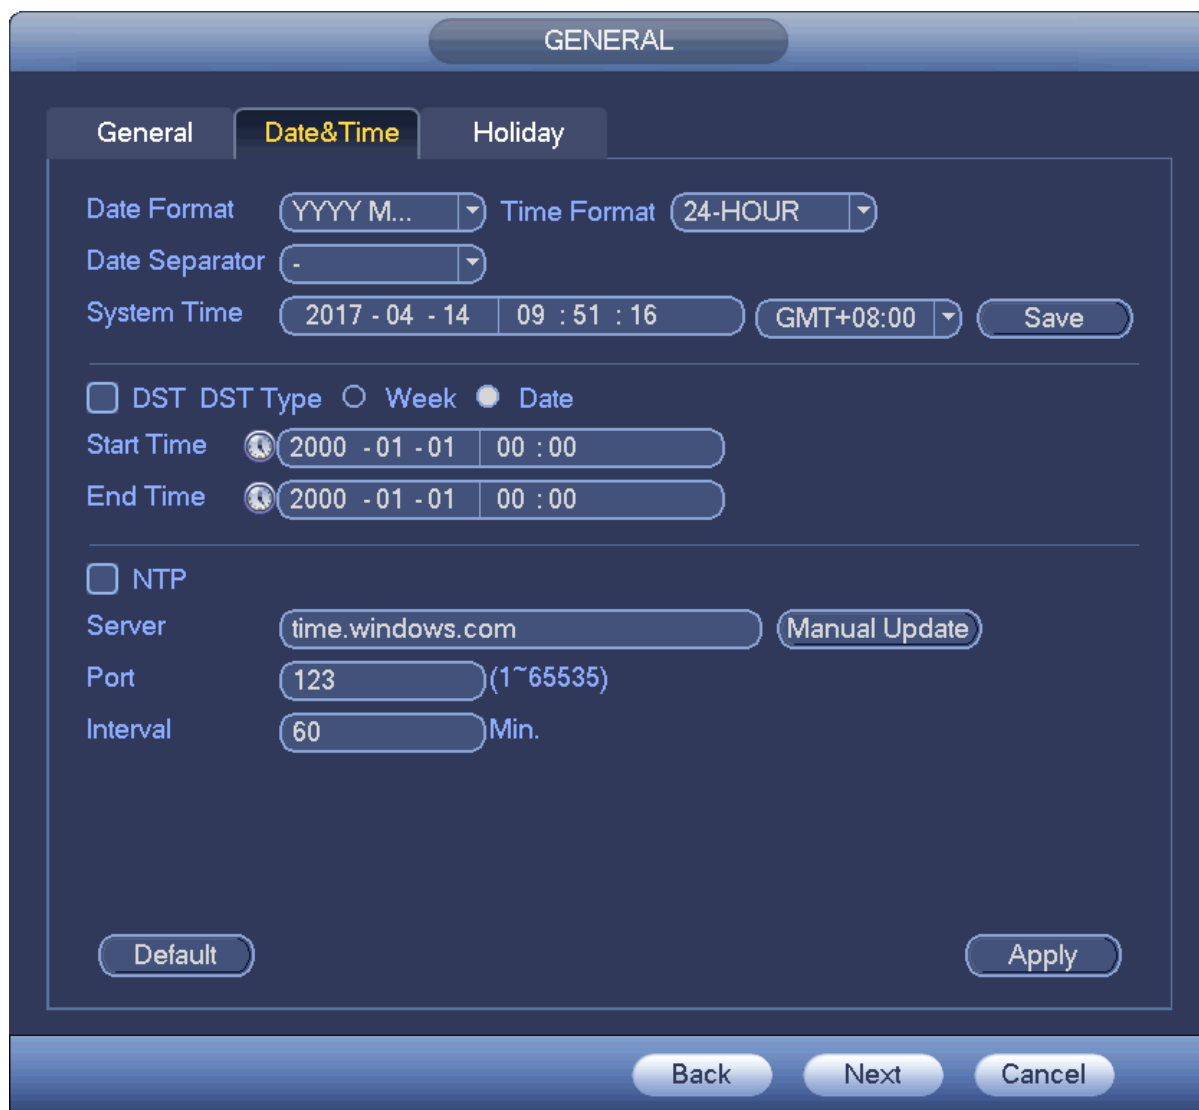 GENERAL
General Date&Time Holiday
Date Format YYYY M... Time Format 24-HOUR
Date Separator -
System Time 2017 - 04 - 14 09 : 51 : 16 GMT+08:00 Save
DST DST Type Week Date
Start Time 2000 - 01 - 01 00 : 00
End Time 2000 - 01 - 01 00 : 00
NTP
Server time.windows.com Manual Update
Port 123 (1~65535)
Interval 60 Min.
Default Apply
Back Next Cancel